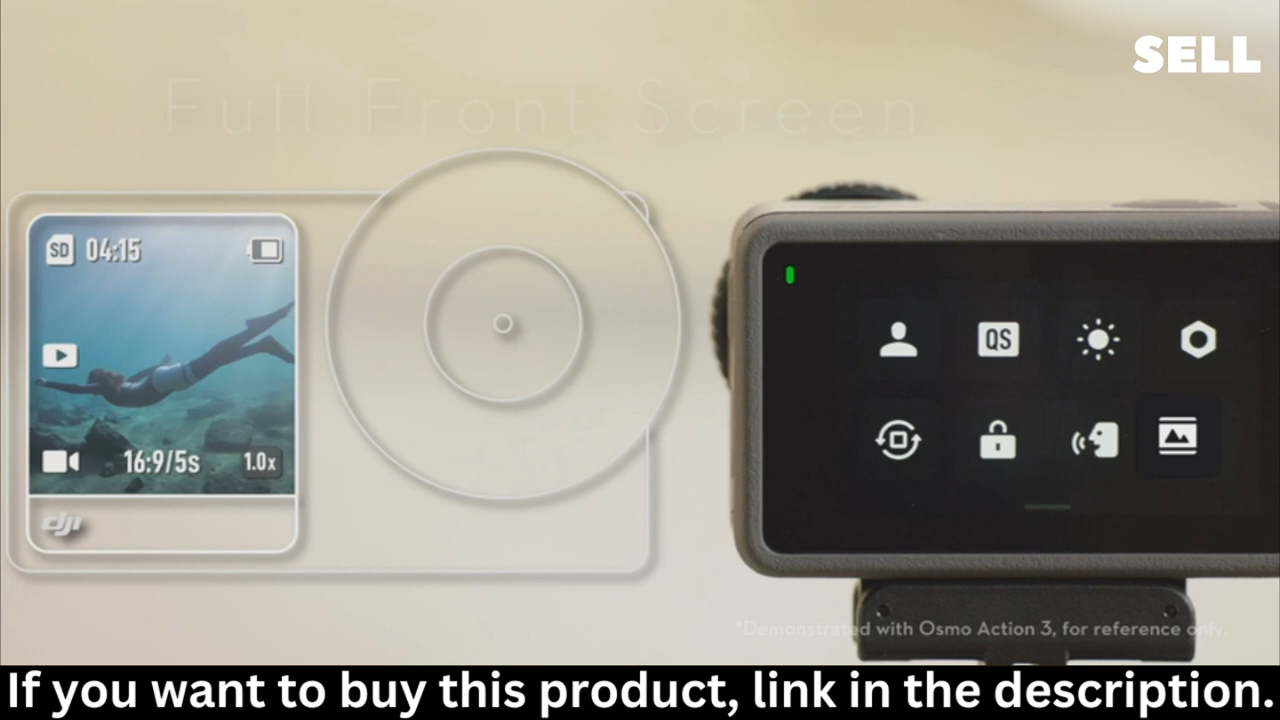 SELL
Full Front Screen
SD 04:15
16:9/5s 1.0x
dji
QS
*Demonstrated with Osmo Action 3, for reference only.
If you want to buy this product, link in the description.